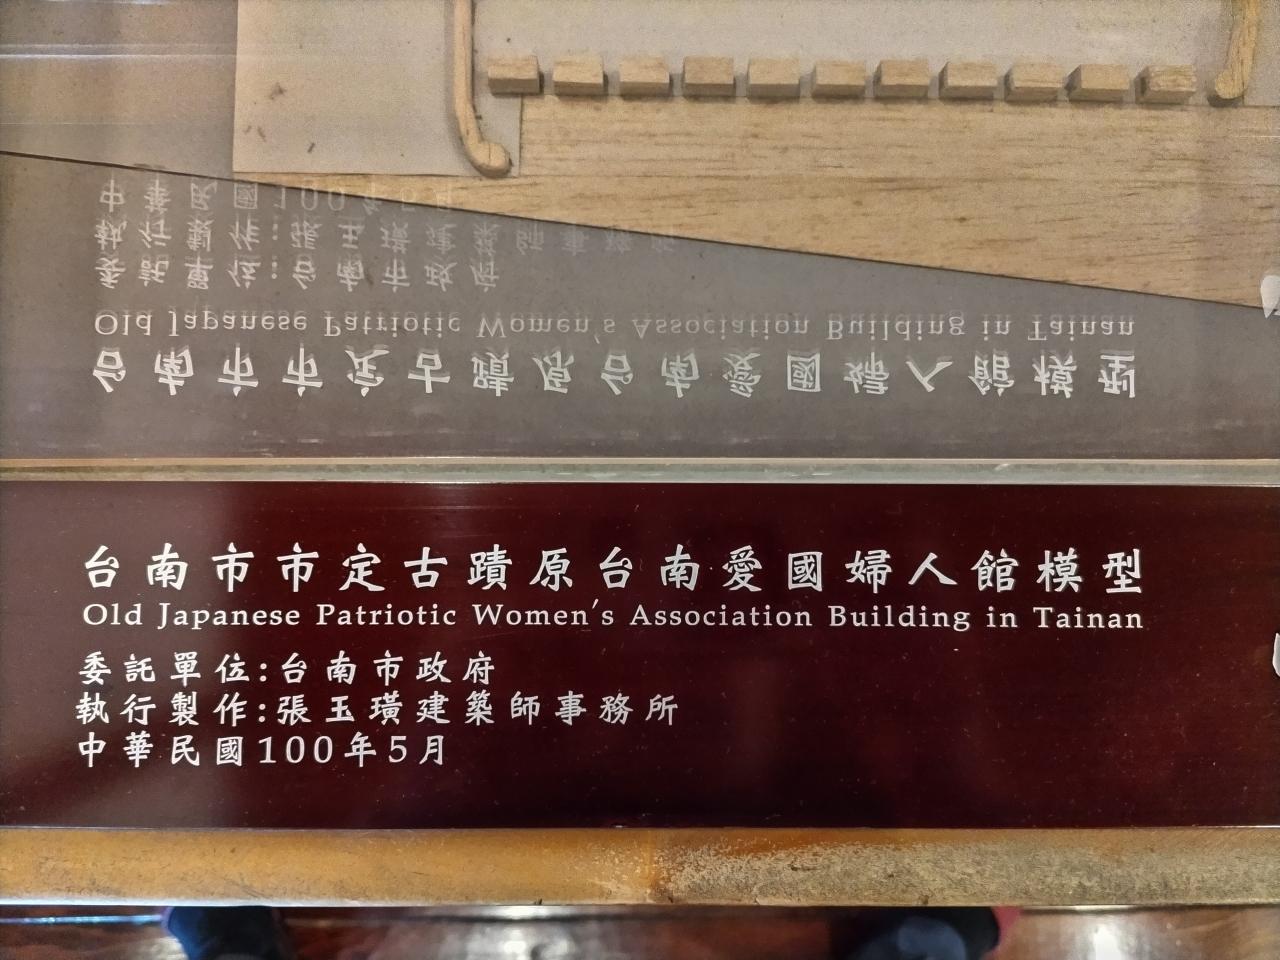 台南市市定古蹟原台南愛國婦人館模型
Old Japanese Patriotic Women's Association Building in Tainan
委託單位:台南市政府
執行製作:張玉璜建築師事務所
中華民國100年5月